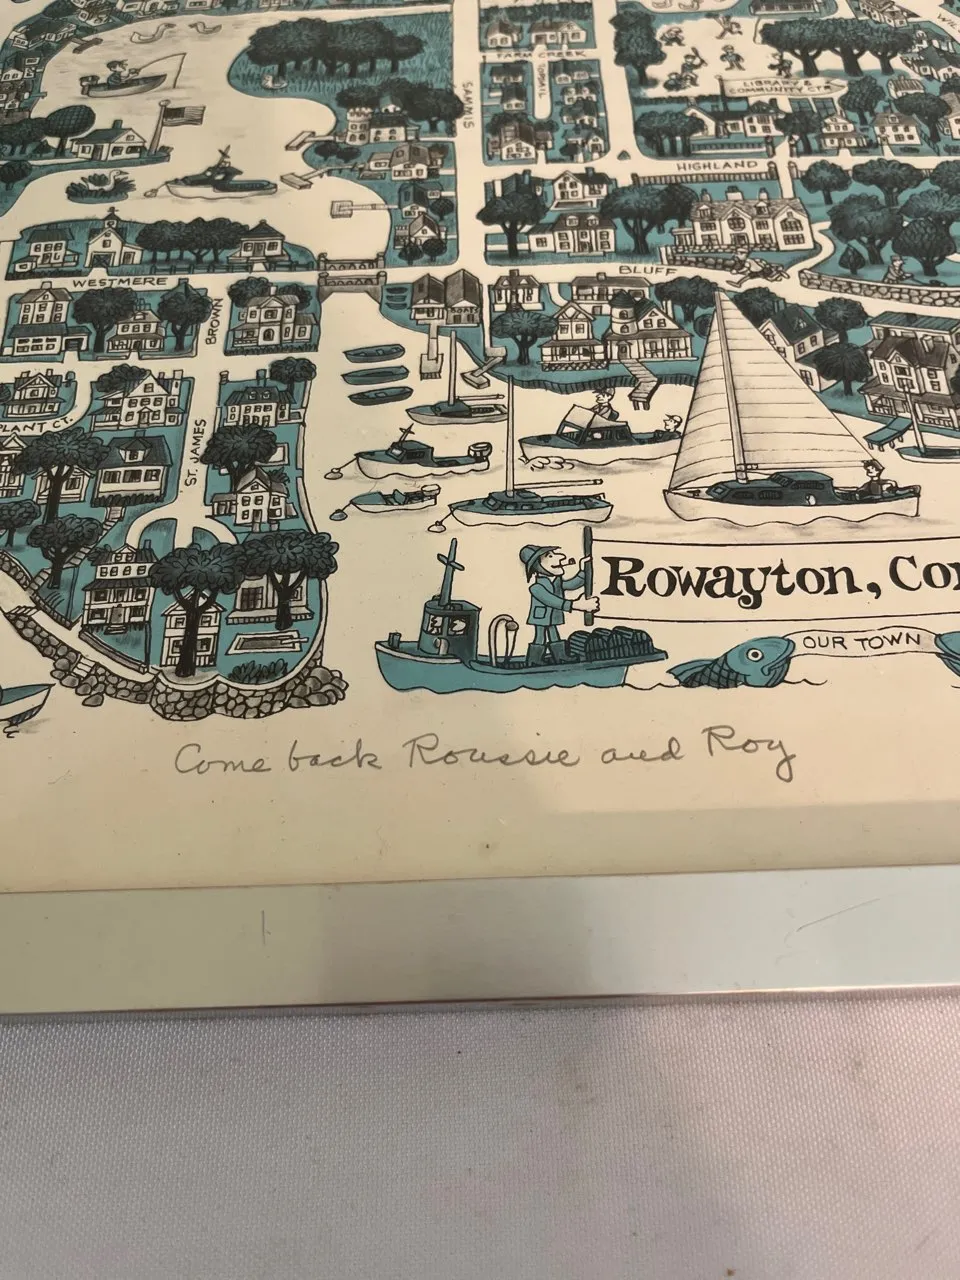 FARM CREEK
SAMMIS
LIBRARY &
COMMUNITY CTR.
HIGHLAND
BLUFF
WESTMERE
BROWN
BOATS
PLANT CT.
ST. JAMES
Rowayton, Co
OUR TOWN
Come back Roussie and Roy